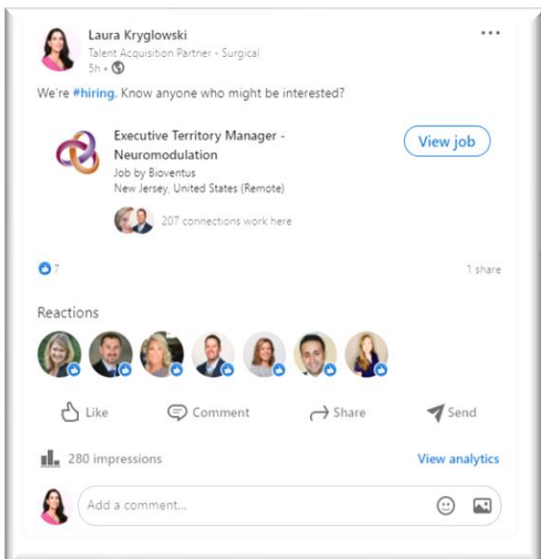 Laura Kryglowski
Talent Acquisition Partner - Surgical
5h •
We're #hiring. Know anyone who might be interested?
Executive Territory Manager -
Neuromodulation
View job
Job by Bioventus
New Jersey, United States (Remote)
207 connections work here
7
1 share
Reactions
Like
Comment
Share
Send
280 impressions
View analytics
Add a comment...